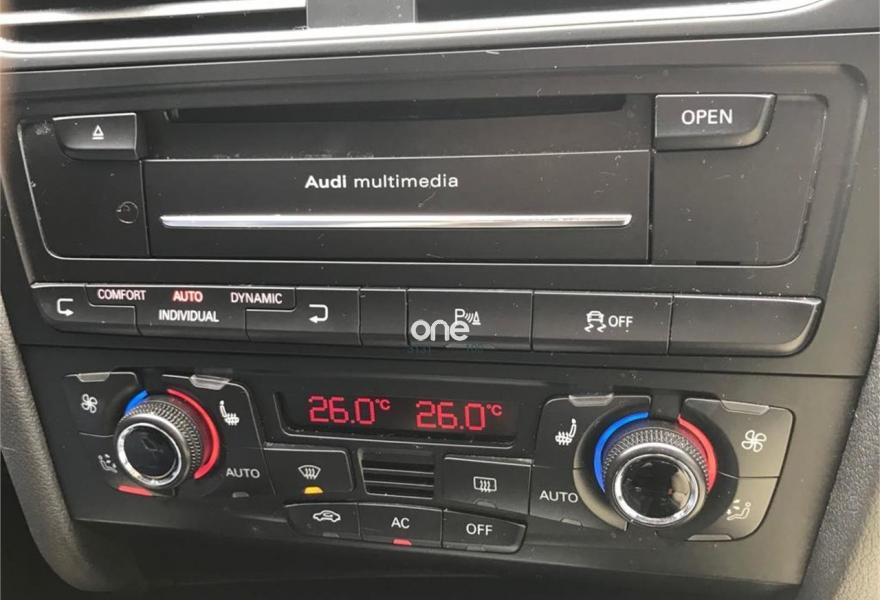 OPEN
Audi multimedia
COMFORT AUTO DYNAMIC
INDIVIDUAL
P
OFF
one
26.0°C 26.0°C
AUTO
AUTO
AC
OFF